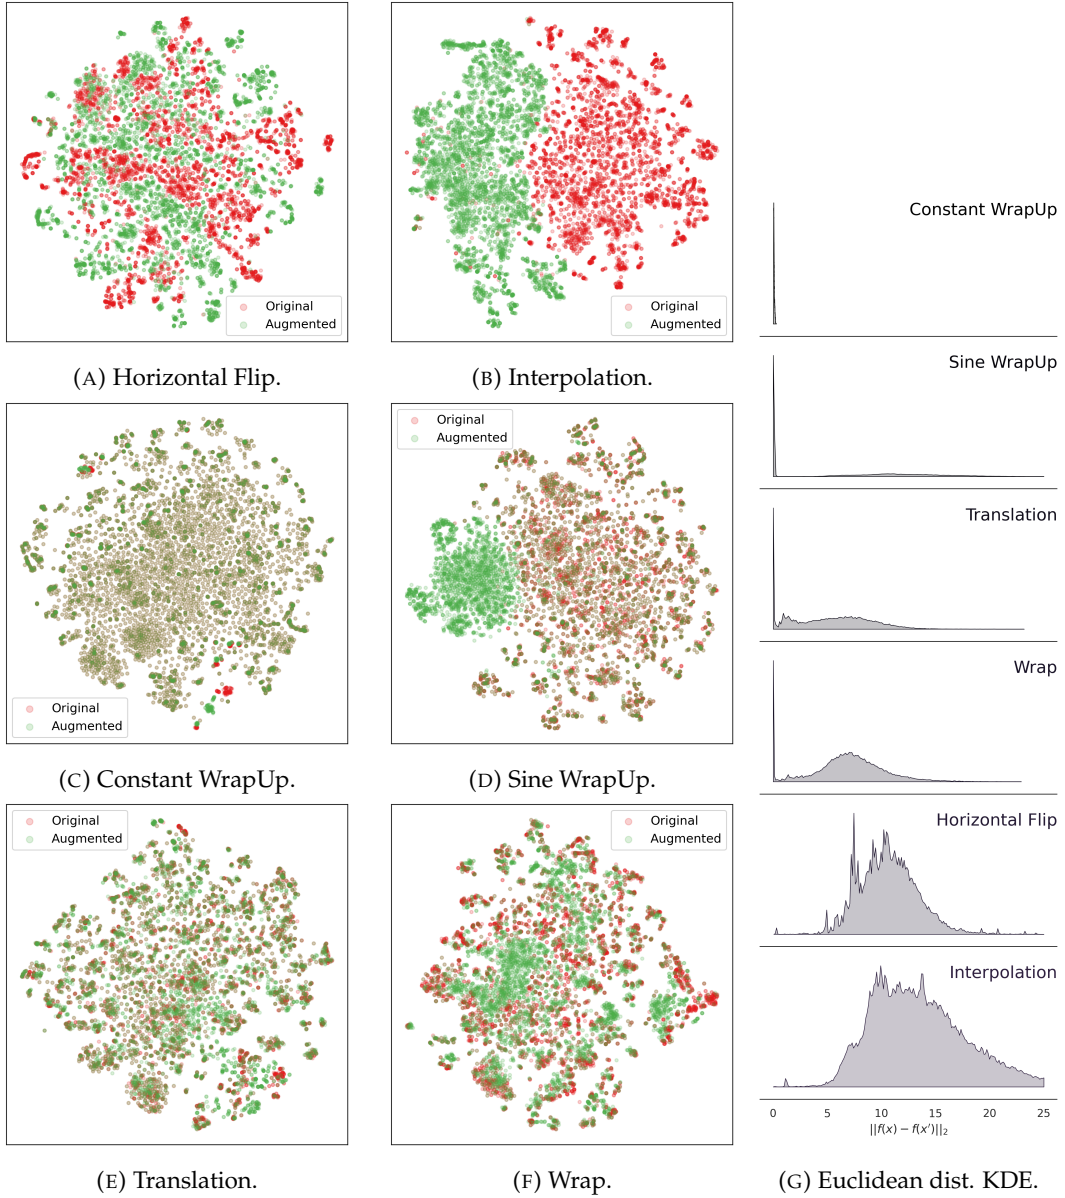 Original
Augmented
(A) Horizontal Flip.
Original
Augmented
(B) Interpolation.
Original
Augmented
(C) Constant WrapUp.
Original
Augmented
(D) Sine WrapUp.
Original
Augmented
(E) Translation.
Original
Augmented
(F) Wrap.
Constant WrapUp
Sine WrapUp
Translation
Wrap
Horizontal Flip
Interpolation
0 5 10 15 20 25
||f(x) − f(x′)||₂
(G) Euclidean dist. KDE.